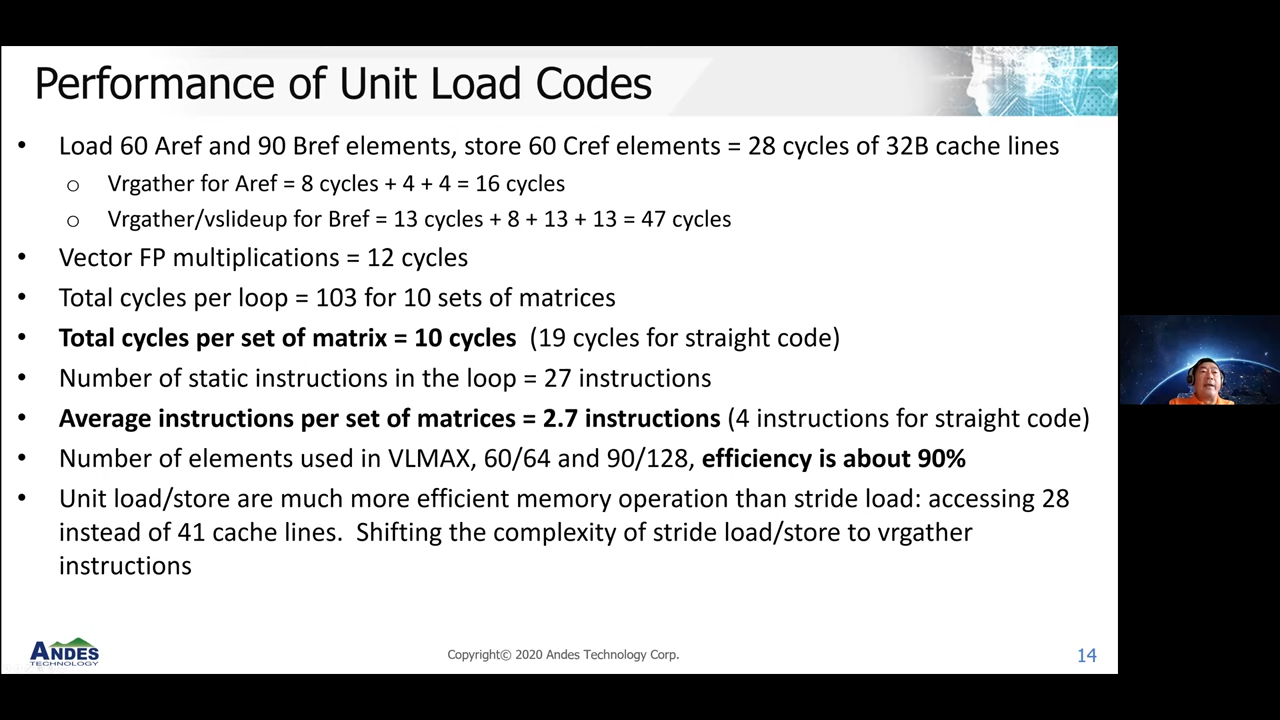 Performance of Unit Load Codes
• Load 60 Aref and 90 Bref elements, store 60 Cref elements = 28 cycles of 32B cache lines
o Vrgather for Aref = 8 cycles + 4 + 4 = 16 cycles
o Vrgather/vslideup for Bref = 13 cycles + 8 + 13 + 13 = 47 cycles
• Vector FP multiplications = 12 cycles
• Total cycles per loop = 103 for 10 sets of matrices
• Total cycles per set of matrix = 10 cycles (19 cycles for straight code)
• Number of static instructions in the loop = 27 instructions
• Average instructions per set of matrices = 2.7 instructions (4 instructions for straight code)
• Number of elements used in VLMAX, 60/64 and 90/128, efficiency is about 90%
• Unit load/store are much more efficient memory operation than stride load: accessing 28
instead of 41 cache lines. Shifting the complexity of stride load/store to vrgather
instructions
ANDES
TECHNOLOGY
Copyright© 2020 Andes Technology Corp.
14